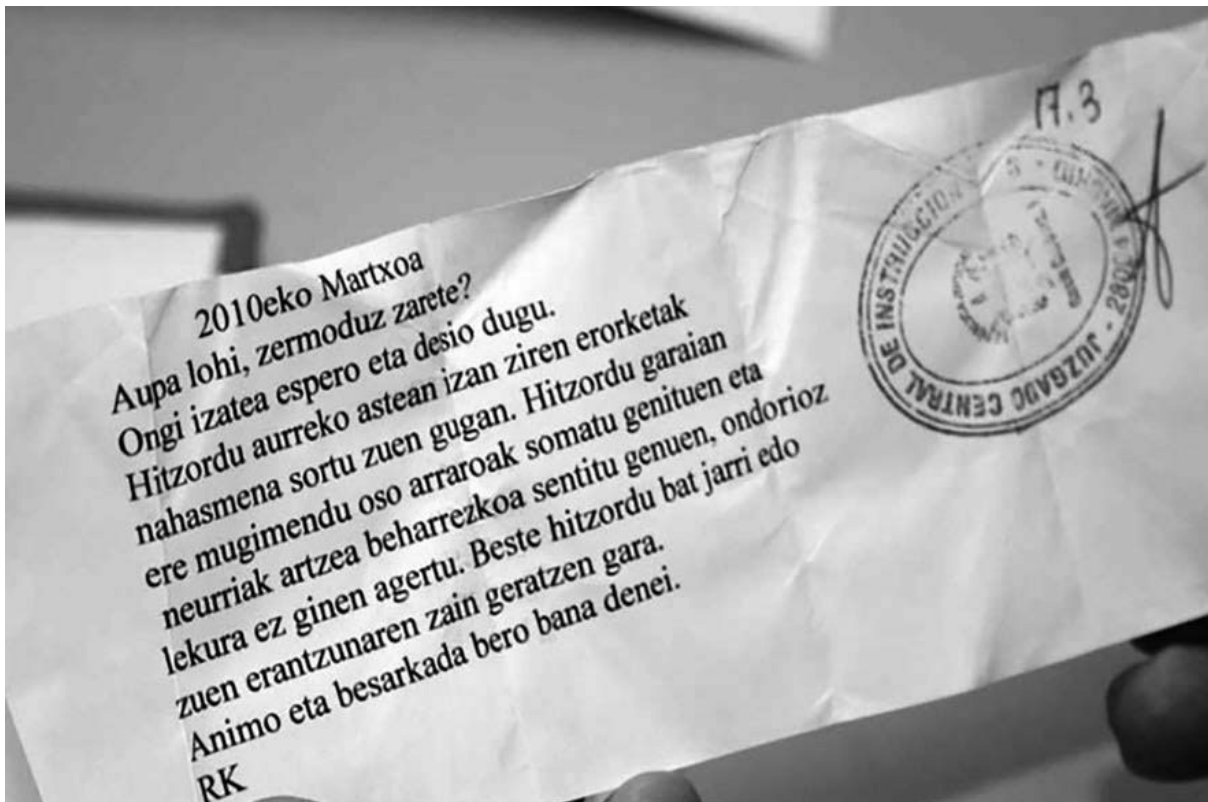 17.3
2010eko Martxoa
Aupa lohi, zermoduz zarete?
Ongi izatea espero eta desio dugu.
Hitzordu aurreko astean izan ziren erorketak
nahasmena sortu zuen gugan. Hitzordu garaian
ere mugimendu oso arraroak somatu genituen eta
neurriak artzea beharrezkoa sentitu genuen, ondorioz
lekura ez ginen agertu. Beste hitzordu bat jarri edo
zuen erantzunaren zain geratzen gara.
Animo eta besarkada bero bana denei.
RK
JUZGADO CENTRAL DE INSTRUCCION